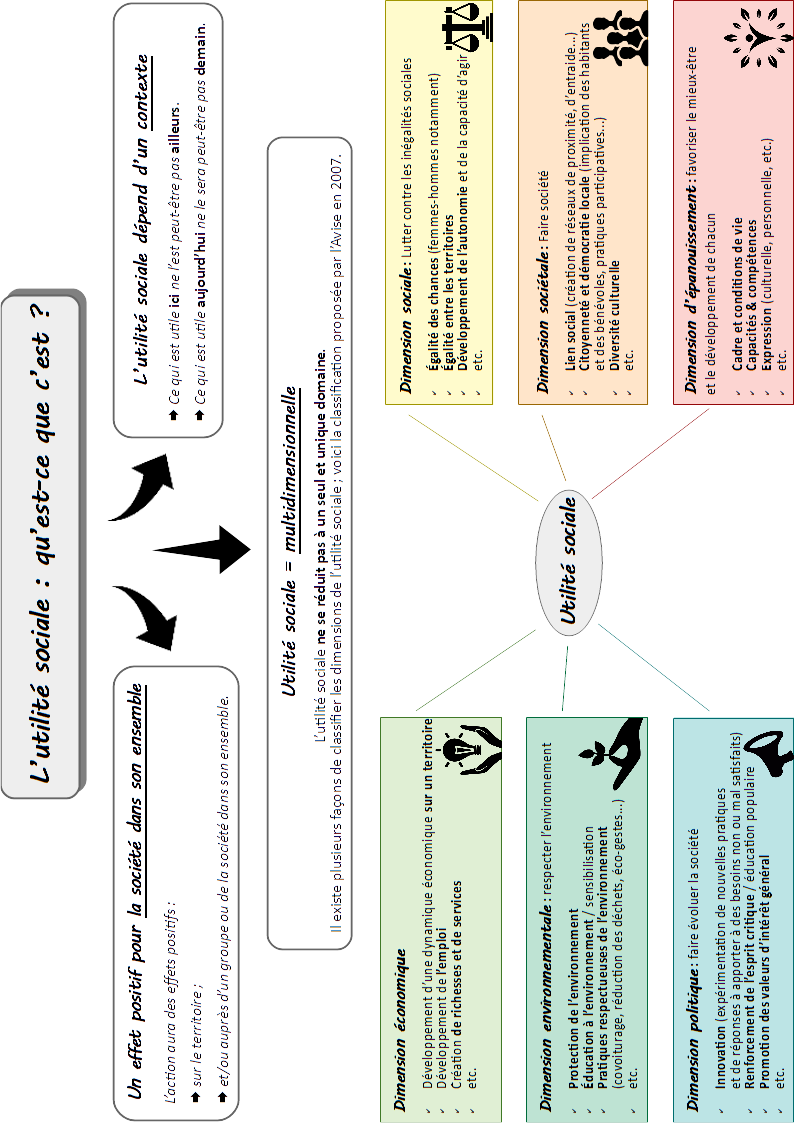 L'utilité sociale : qu'est-ce que c'est ?
Un effet positif pour la société dans son ensemble
L'action aura des effets positifs :
sur le territoire ;
et/ou auprès d'un groupe ou de la société dans son ensemble.
L'utilité sociale dépend d'un contexte
Ce qui est utile ici ne l'est peut-être pas ailleurs.
Ce qui est utile aujourd'hui ne le sera peut-être pas demain.
Utilité sociale = multidimensionnelle
L'utilité sociale ne se réduit pas à un seul et unique domaine.
Il existe plusieurs façons de classifier les dimensions de l'utilité sociale ; voici la classification proposée par l'Avise en 2007.
Dimension économique
✓ Développement d'une dynamique économique sur un territoire
✓ Développement de l'emploi
✓ Création de richesses et de services
✓ etc.
Dimension sociale : Lutter contre les inégalités sociales
✓ Égalité des chances (femmes-hommes notamment)
✓ Égalité entre les territoires
✓ Développement de l'autonomie et de la capacité d'agir
✓ etc.
Utilité sociale
Dimension environnementale : respecter l'environnement
✓ Protection de l'environnement
✓ Éducation à l'environnement / sensibilisation
✓ Pratiques respectueuses de l'environnement
(covoiturage, réduction des déchets, éco-gestes...)
✓ etc.
Dimension sociétale : Faire société
✓ Lien social (création de réseaux de proximité, d'entraide...)
✓ Citoyenneté et démocratie locale (implication des habitants
et des bénévoles, pratiques participatives...)
✓ Diversité culturelle
✓ etc.
Dimension politique : faire évoluer la société
✓ Innovation (expérimentation de nouvelles pratiques
et de réponses à apporter à des besoins non ou mal satisfaits)
✓ Renforcement de l'esprit critique / éducation populaire
✓ Promotion des valeurs d'intérêt général
✓ etc.
Dimension d'épanouissement : favoriser le mieux-être
et le développement de chacun
✓ Cadre et conditions de vie
✓ Capacités & compétences
✓ Expression (culturelle, personnelle, etc.)
✓ etc.